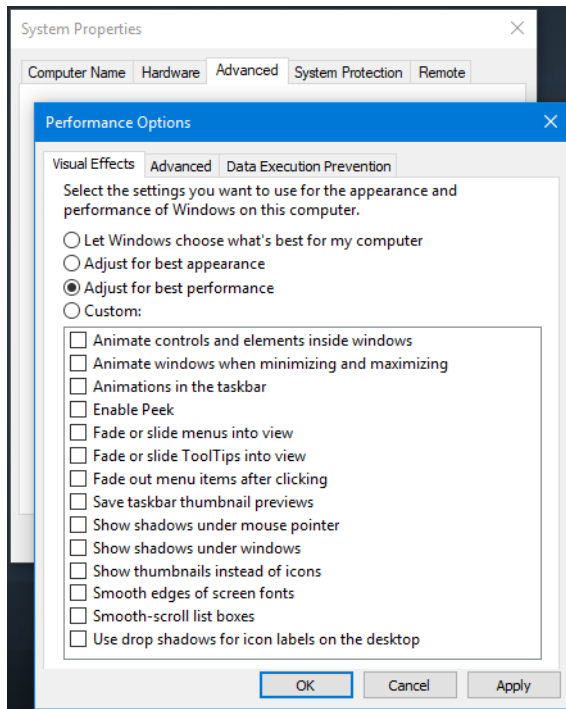 System Properties
Computer Name Hardware Advanced System Protection Remote
Performance Options
Visual Effects Advanced Data Execution Prevention
Select the settings you want to use for the appearance and
performance of Windows on this computer.
Let Windows choose what's best for my computer
Adjust for best appearance
Adjust for best performance
Custom:
Animate controls and elements inside windows
Animate windows when minimizing and maximizing
Animations in the taskbar
Enable Peek
Fade or slide menus into view
Fade or slide ToolTips into view
Fade out menu items after clicking
Save taskbar thumbnail previews
Show shadows under mouse pointer
Show shadows under windows
Show thumbnails instead of icons
Smooth edges of screen fonts
Smooth-scroll list boxes
Use drop shadows for icon labels on the desktop
OK Cancel Apply